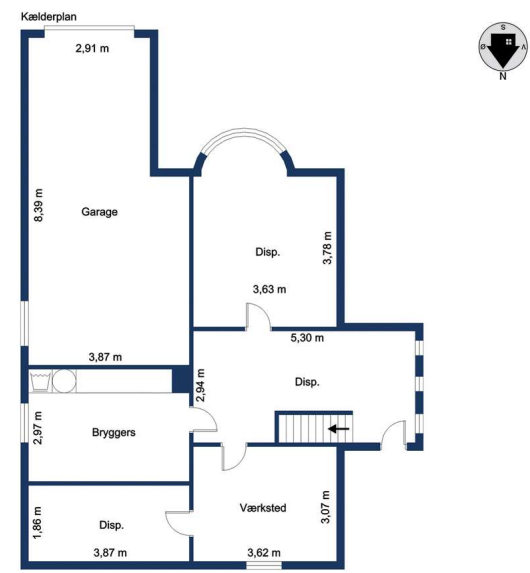 Kælderplan
S
2,91 m
Ø
V
N
8,39 m
Garage
3,78 m
Disp.
3,63 m
5,30 m
3,87 m
2,94 m
Disp.
2,97 m
Bryggers
1,86 m
Værksted
3,07 m
Disp.
3,87 m
3,62 m